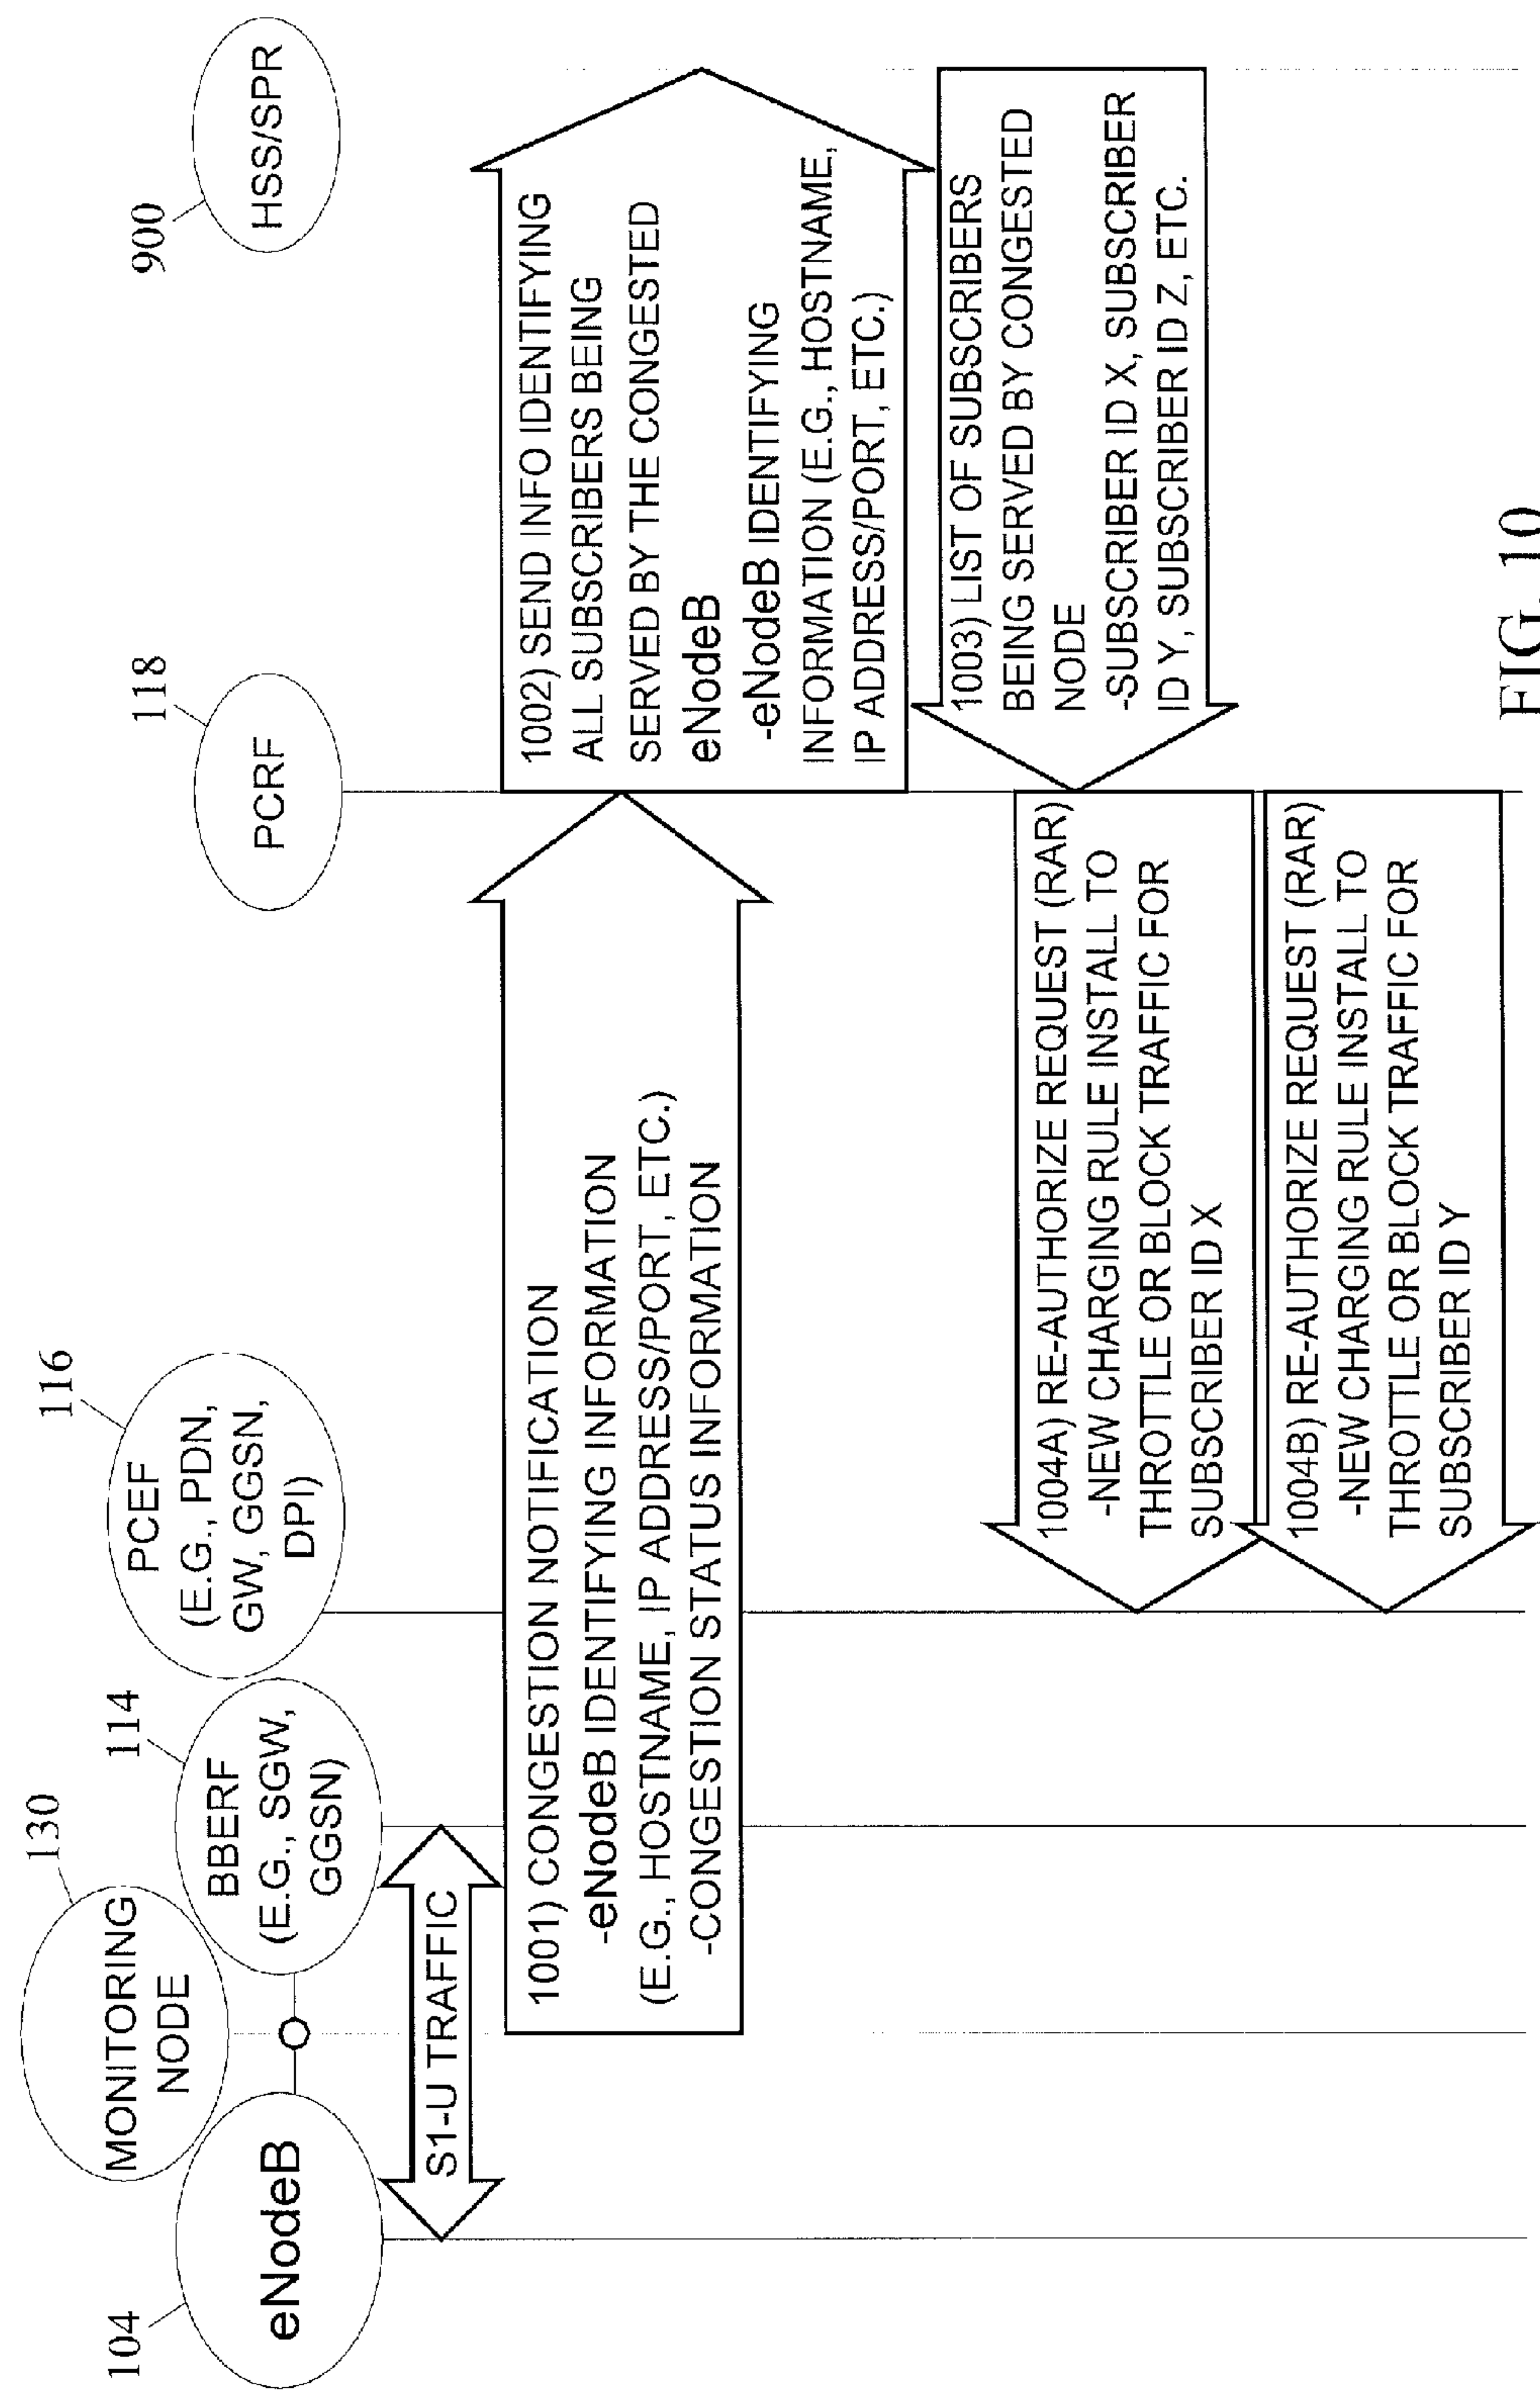 130
MONITORING
NODE
104
eNodeB
114
BBERF
(E.G., SGW,
GGSN)
116
PCEF
(E.G., PDN,
GW, GGSN,
DPI)
118
PCRF
900
HSS/SPR
S1-U TRAFFIC
1001) CONGESTION NOTIFICATION
-eNodeB IDENTIFYING INFORMATION
(E.G., HOSTNAME, IP ADDRESS/PORT, ETC.)
-CONGESTION STATUS INFORMATION
1002) SEND INFO IDENTIFYING
ALL SUBSCRIBERS BEING
SERVED BY THE CONGESTED
eNodeB
-eNodeB IDENTIFYING
INFORMATION (E.G., HOSTNAME,
IP ADDRESS/PORT, ETC.)
1003) LIST OF SUBSCRIBERS
BEING SERVED BY CONGESTED
NODE
-SUBSCRIBER ID X, SUBSCRIBER
ID Y, SUBSCRIBER ID Z, ETC.
1004A) RE-AUTHORIZE REQUEST (RAR)
-NEW CHARGING RULE INSTALL TO
THROTTLE OR BLOCK TRAFFIC FOR
SUBSCRIBER ID X
1004B) RE-AUTHORIZE REQUEST (RAR)
-NEW CHARGING RULE INSTALL TO
THROTTLE OR BLOCK TRAFFIC FOR
SUBSCRIBER ID Y
FIG. 10